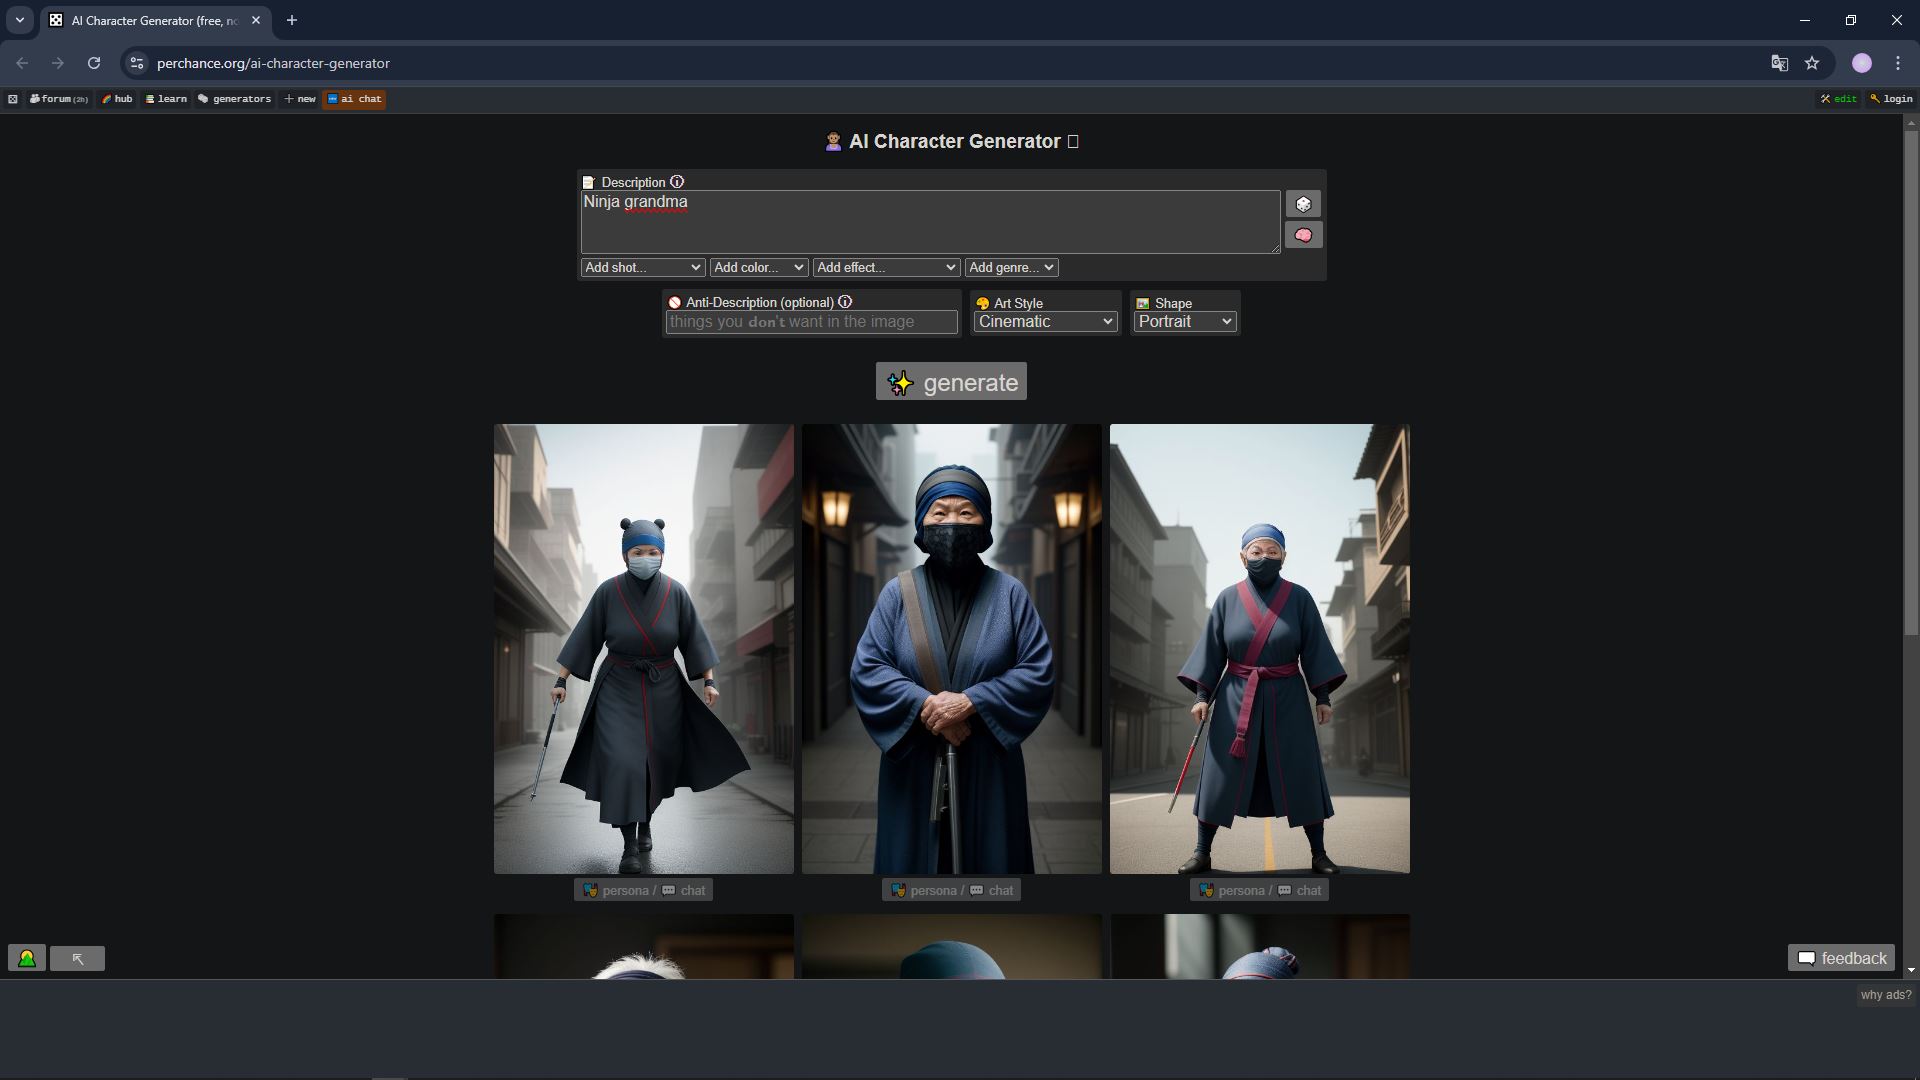 AI Character Generator (free, no
perchance.org/ai-character-generator
forum(2h) hub learn generators + new ai chat edit login
AI Character Generator
Description
Ninja grandma
Add shot... Add color... Add effect... Add genre...
Anti-Description (optional) Art Style Shape
things you don't want in the image Cinematic Portrait
generate
persona / chat persona / chat persona / chat
feedback
why ads?